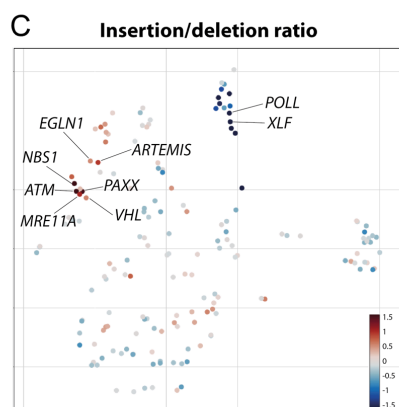 C
Insertion/deletion ratio
POLL
XLF
EGLN1
ARTEMIS
NBS1
PAXX
ATM
MRE11A
VHL
1.5
1
0.5
0
-0.5
-1
-1.5